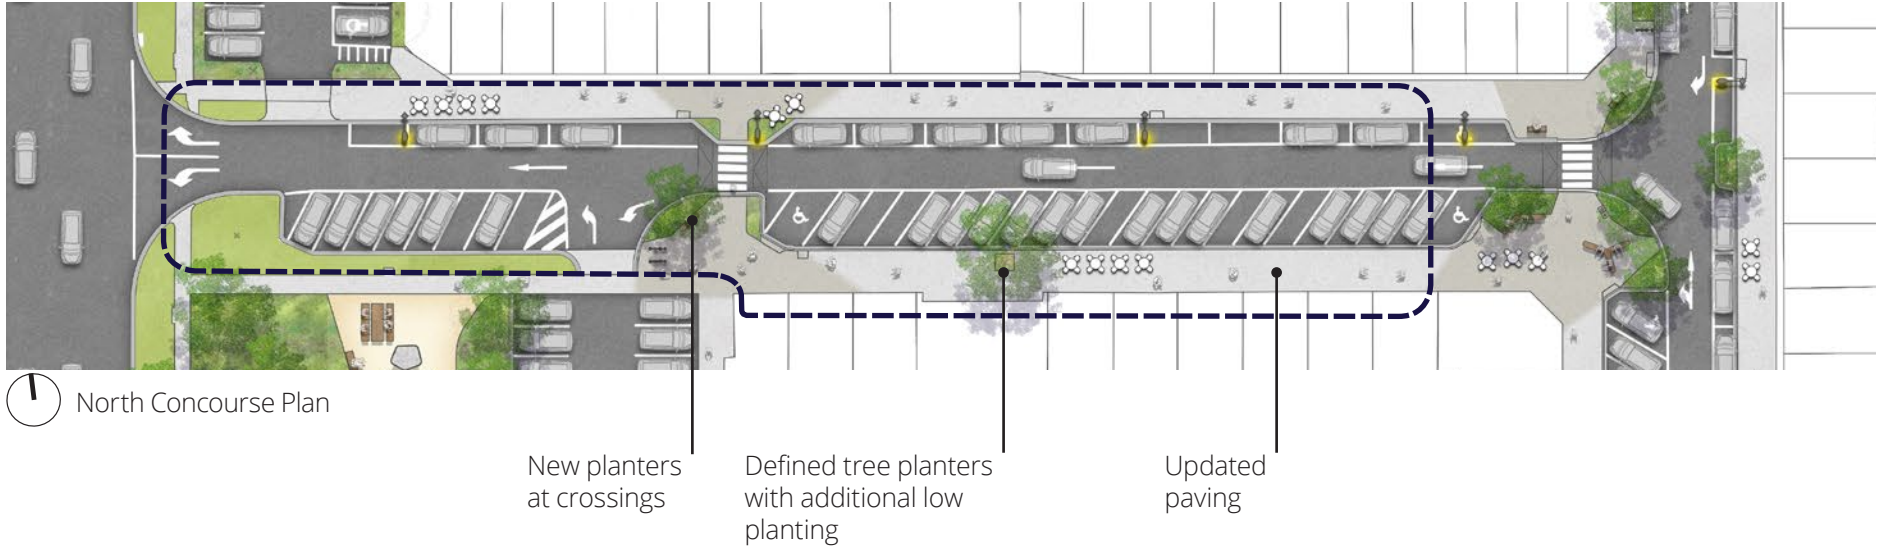 North Concourse Plan
New planters
at crossings
Defined tree planters
with additional low
planting
Updated
paving